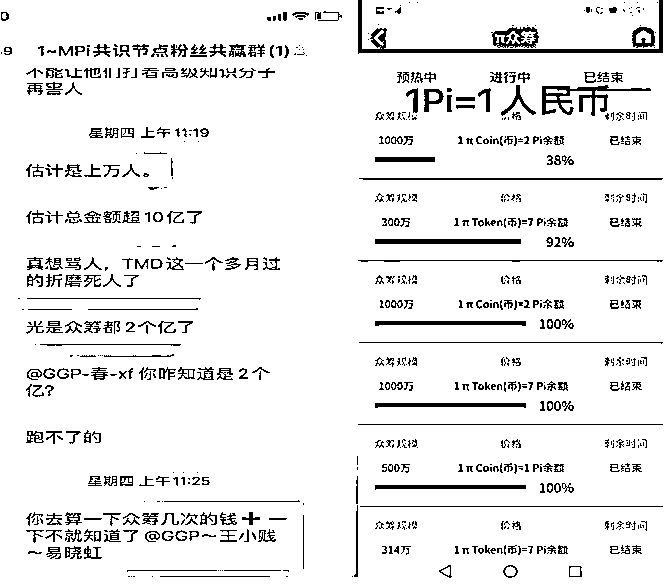 1~MPi共识节点粉丝共赢群(1)
不能让他们打着高级知识分子
再害人
星期四 上午 11:19
估计是上万人。
估计总金额超 10 亿了
真想骂人，TMD 这一个多月过
的折磨死人了
光是众筹都 2 个亿了
@GGP-春-xf 你咋知道是 2 个
亿?
跑不了的
星期四 上午 11:25
你去算一下众筹几次的钱➕ 一
下不就知道了 @GGP～王小贱
～易晓虹
π众筹
预热中 进行中 已结束
1Pi=1 人民币
众筹规模 价格 剩余时间
1000万 1 π Coin(币)=2 Pi余额 已结束
38%
众筹规模 价格 剩余时间
300万 1 π Token(币)=7 Pi余额 已结束
92%
众筹规模 价格 剩余时间
1000万 1 π Coin(币)=2 Pi余额 已结束
100%
众筹规模 价格 剩余时间
1000万 1 π Token(币)=7 Pi余额 已结束
100%
众筹规模 价格 剩余时间
500万 1 π Coin(币)=1 Pi余额 已结束
100%
众筹规模 价格 剩余时间
314万 1 π Token(币)=7 Pi余额 已结束